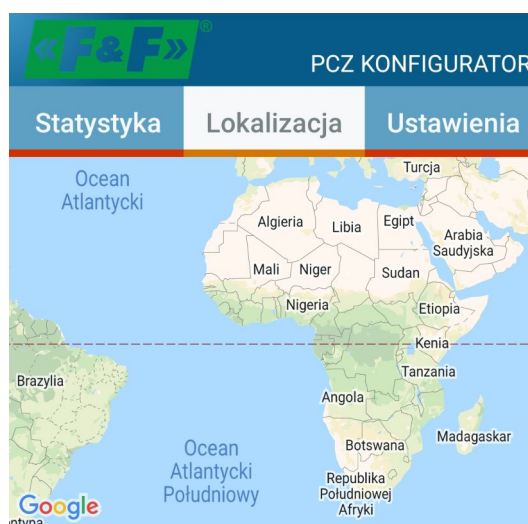 «F&F»®
PCZ KONFIGURATOR
Statystyka
Lokalizacja
Ustawienia
Turcja
Ocean
Atlantycki
Algieria
Libia
Egipt
Arabia
Saudyjska
Mali
Niger
Sudan
Nigeria
Etiopia
Kenia
Brazylia
Tanzania
Angola
Botswana
Madagaskar
Ocean
Atlantycki
Południowy
Republika
Południowej
Afryki
Google